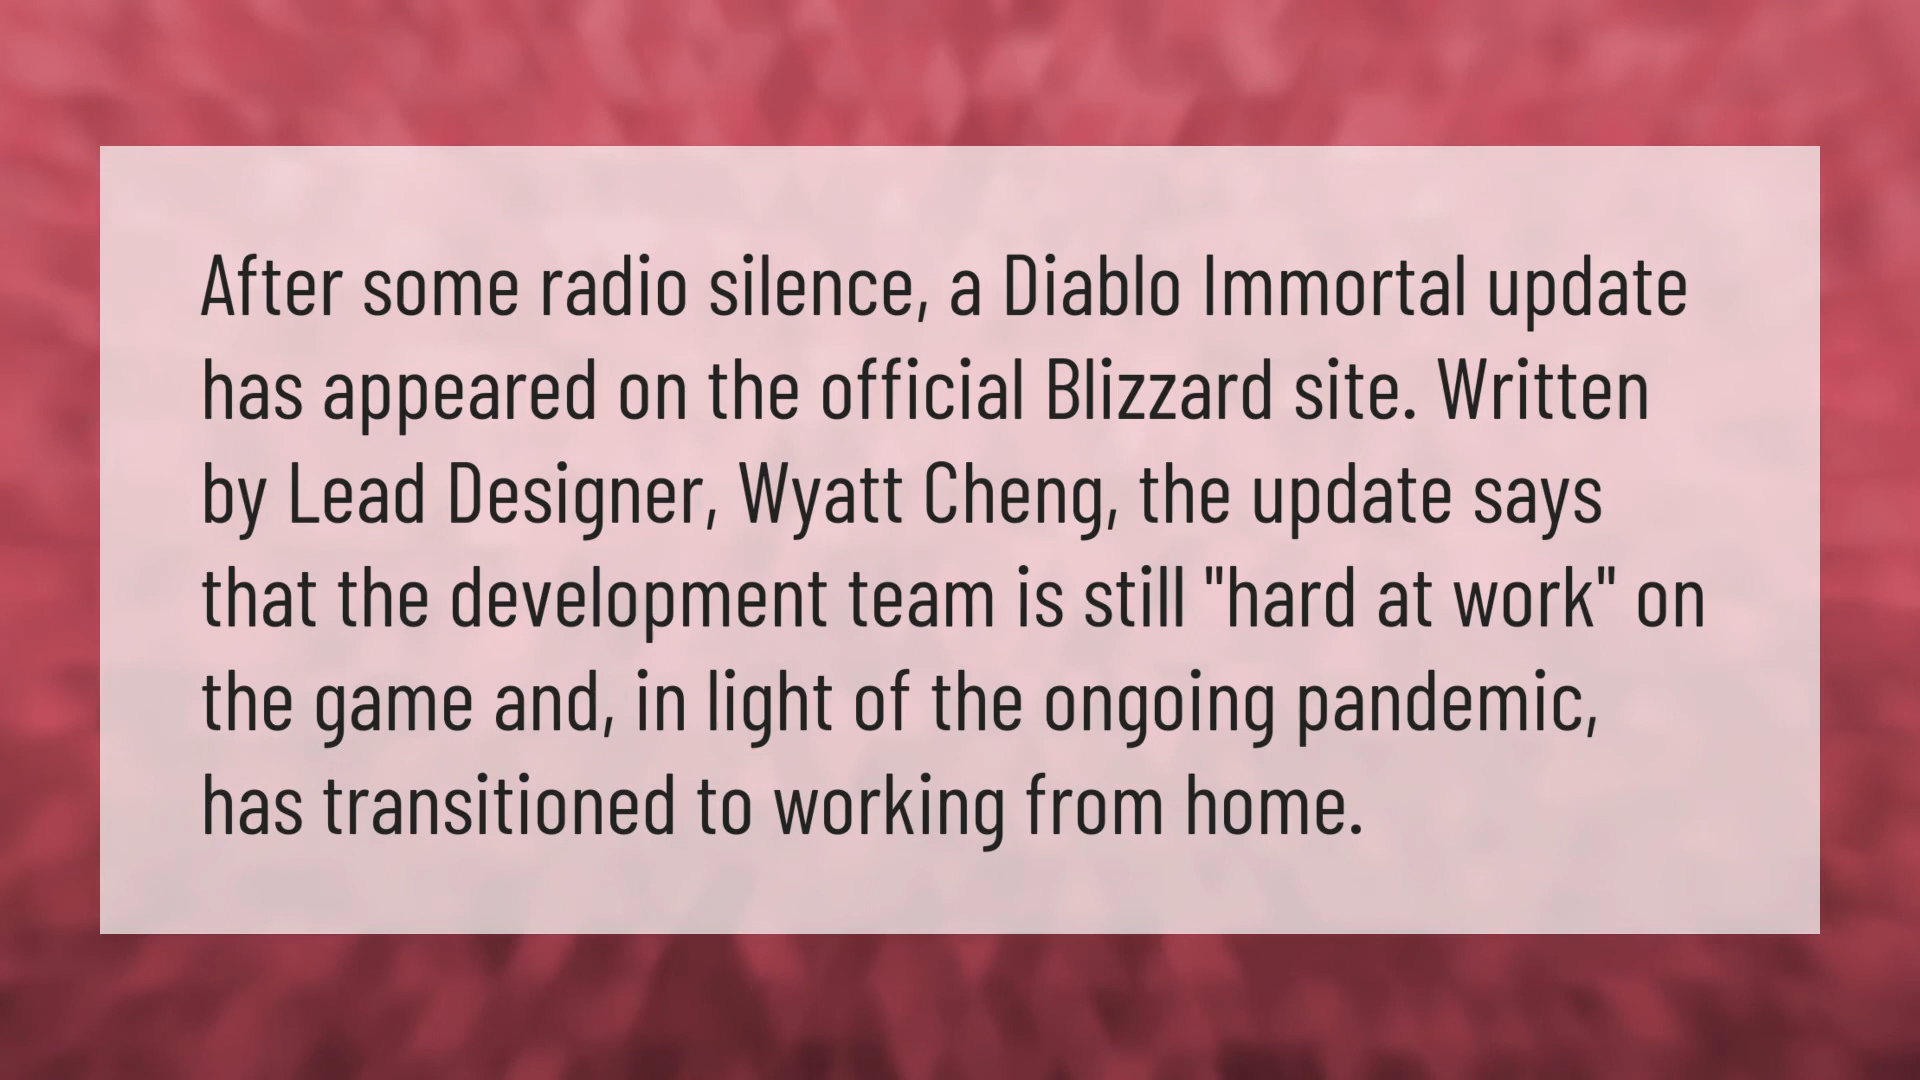 After some radio silence, a Diablo Immortal update
has appeared on the official Blizzard site. Written
by Lead Designer, Wyatt Cheng, the update says
that the development team is still "hard at work" on
the game and, in light of the ongoing pandemic,
has transitioned to working from home.